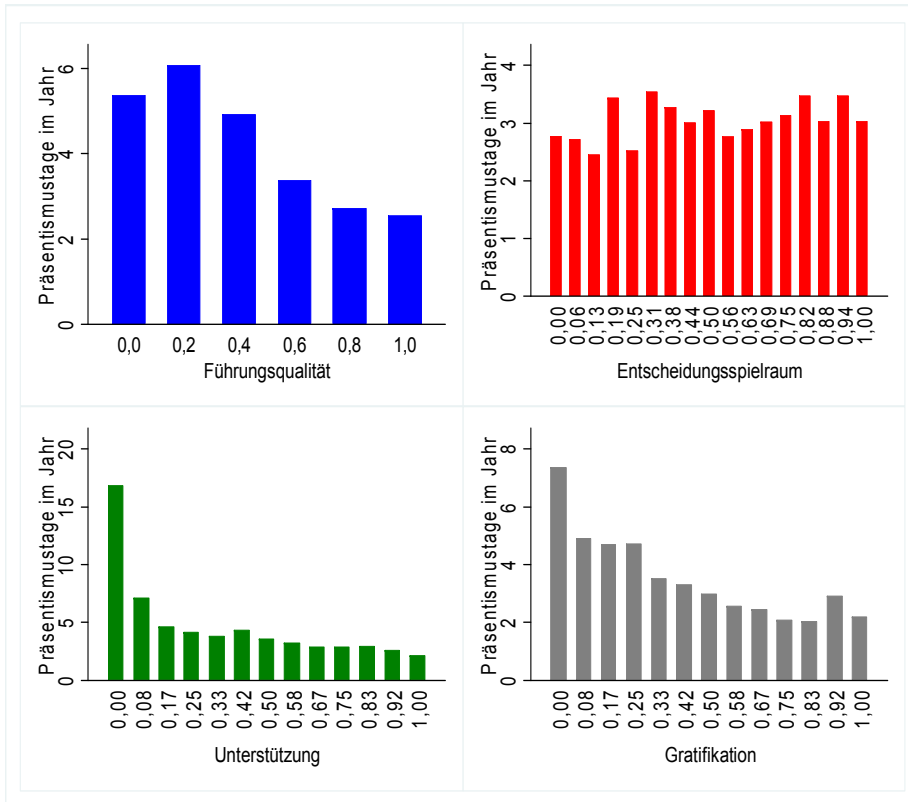 Präsentismustage im Jahr
6
4
2
0
0,0 0,2 0,4 0,6 0,8 1,0
Führungsqualität
Präsentismustage im Jahr
4
3
2
1
0
0,00 0,06 0,13 0,19 0,25 0,31 0,38 0,44 0,50 0,56 0,63 0,69 0,75 0,82 0,88 0,94 1,00
Entscheidungsspielraum
Präsentismustage im Jahr
20
15
10
5
0
0,00 0,08 0,17 0,25 0,33 0,42 0,50 0,58 0,67 0,75 0,83 0,92 1,00
Unterstützung
Präsentismustage im Jahr
8
6
4
2
0
0,00 0,08 0,17 0,25 0,33 0,42 0,50 0,58 0,67 0,75 0,83 0,92 1,00
Gratifikation